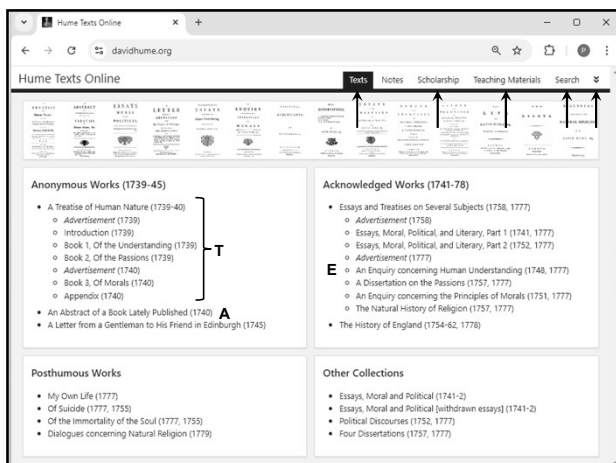 Hume Texts Online
davidhume.org
P
Hume Texts Online
Texts Notes Scholarship Teaching Materials Search
ESSAYS
LETTER
ESSAYS
Anonymous Works (1739-45)
A Treatise of Human Nature (1739-40)
Advertisement (1739)
Introduction (1739)
Book 1, Of the Understanding (1739)
Book 2, Of the Passions (1739)
Advertisement (1740)
Book 3, Of Morals (1740)
Appendix (1740)
T
An Abstract of a Book Lately Published (1740) A
A Letter from a Gentleman to His Friend in Edinburgh (1745)
Acknowledged Works (1741-78)
Essays and Treatises on Several Subjects (1758, 1777)
Advertisement (1758)
Essays, Moral, Political, and Literary, Part 1 (1741, 1777)
Essays, Moral, Political, and Literary, Part 2 (1752, 1777)
Advertisement (1777)
E An Enquiry concerning Human Understanding (1748, 1777)
A Dissertation on the Passions (1757, 1777)
An Enquiry concerning the Principles of Morals (1751, 1777)
The Natural History of Religion (1757, 1777)
The History of England (1754-62, 1778)
Posthumous Works
My Own Life (1777)
Of Suicide (1777, 1755)
Of the Immortality of the Soul (1777, 1755)
Dialogues concerning Natural Religion (1779)
Other Collections
Essays, Moral and Political (1741-2)
Essays, Moral and Political [withdrawn essays] (1741-2)
Political Discourses (1752, 1777)
Four Dissertations (1757, 1777)